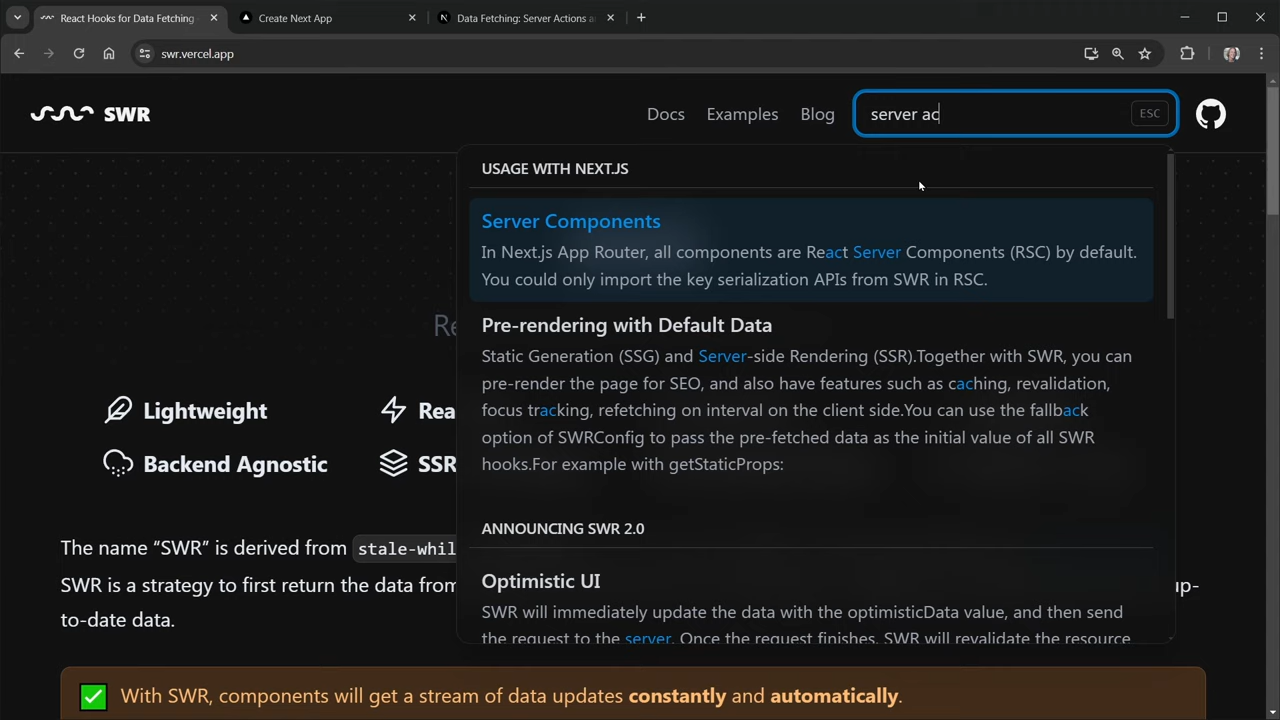 React Hooks for Data Fetching -
Create Next App
Data Fetching: Server Actions a
swr.vercel.app
SWR
Docs
Examples
Blog
server ac
ESC
USAGE WITH NEXT.JS
Server Components
In Next.js App Router, all components are React Server Components (RSC) by default.
You could only import the key serialization APIs from SWR in RSC.
Pre-rendering with Default Data
Static Generation (SSG) and Server-side Rendering (SSR).Together with SWR, you can
pre-render the page for SEO, and also have features such as caching, revalidation,
focus tracking, refetching on interval on the client side.You can use the fallback
option of SWRConfig to pass the pre-fetched data as the initial value of all SWR
hooks.For example with getStaticProps:
ANNOUNCING SWR 2.0
Optimistic UI
SWR will immediately update the data with the optimisticData value, and then send
the request to the server. Once the request finishes, SWR will revalidate the resource
Re
Lightweight
Rea
Backend Agnostic
SSR
The name “SWR” is derived from stale-whil
SWR is a strategy to first return the data from
up-
to-date data.
With SWR, components will get a stream of data updates constantly and automatically.